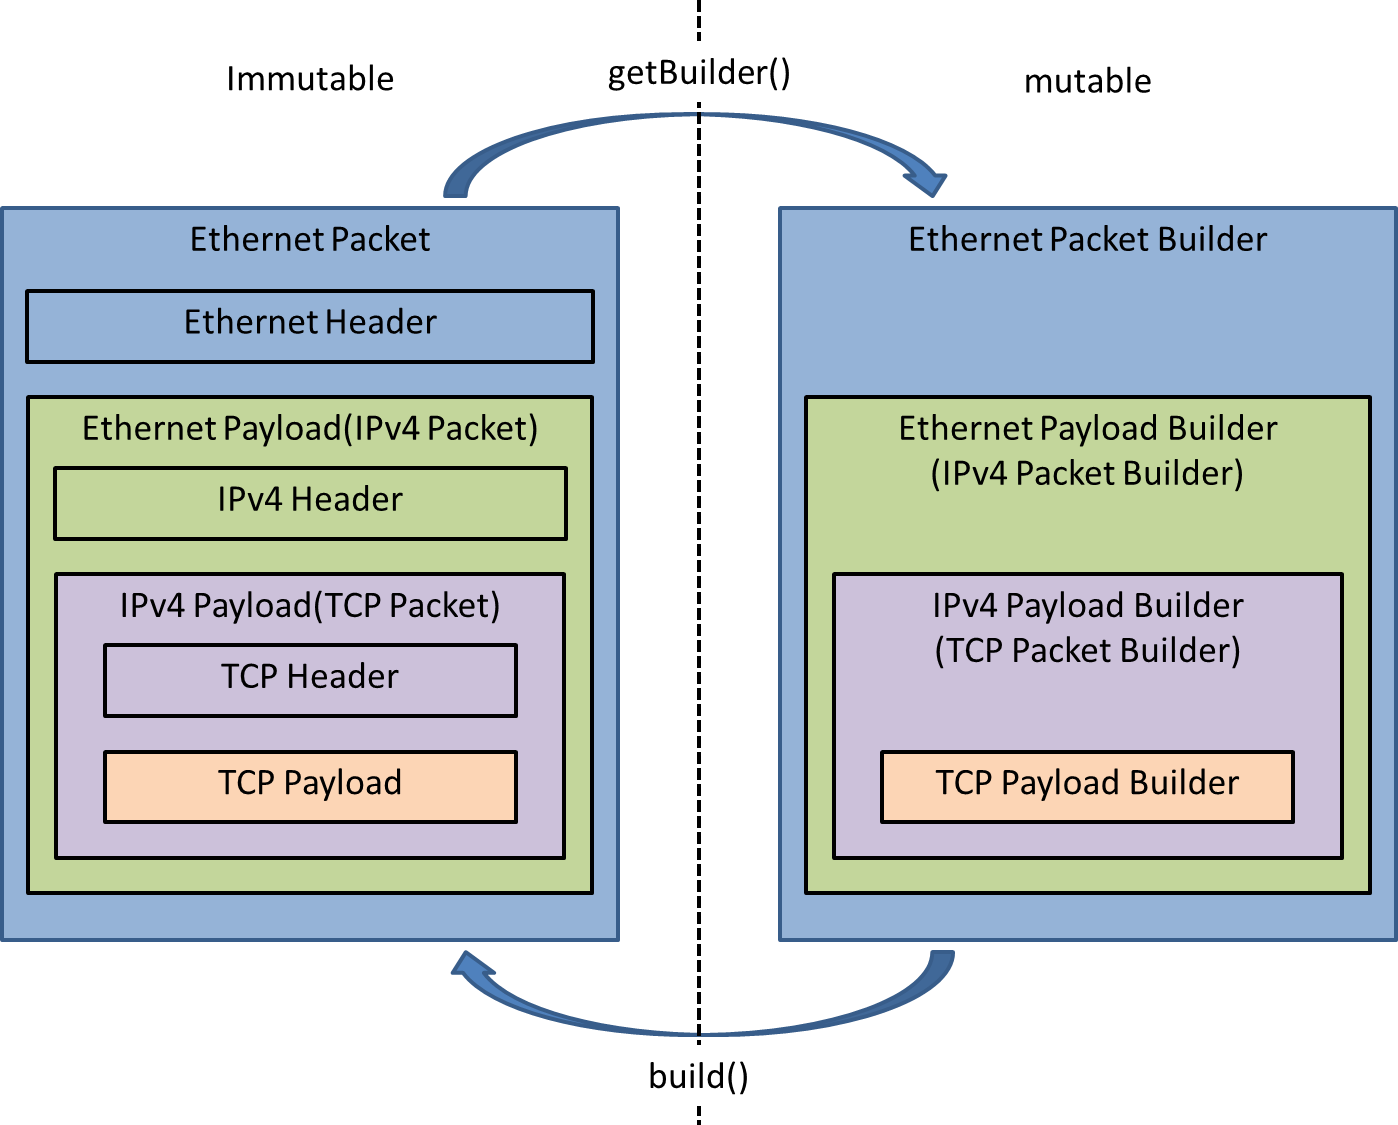 Immutable
getBuilder()
mutable
Ethernet Packet
Ethernet Header
Ethernet Payload(IPv4 Packet)
IPv4 Header
IPv4 Payload(TCP Packet)
TCP Header
TCP Payload
Ethernet Packet Builder
Ethernet Payload Builder
(IPv4 Packet Builder)
IPv4 Payload Builder
(TCP Packet Builder)
TCP Payload Builder
build()